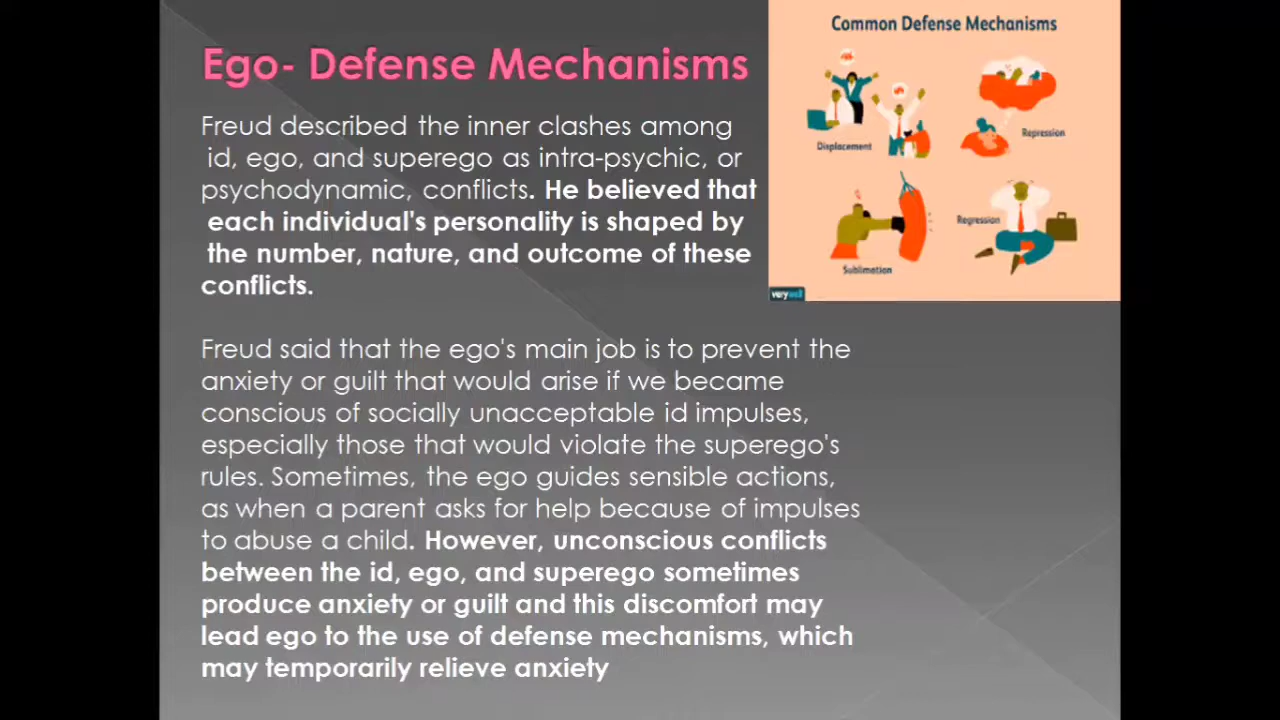 Ego- Defense Mechanisms
Freud described the inner clashes among
id, ego, and superego as intra-psychic, or
psychodynamic, conflicts. He believed that
each individual's personality is shaped by
the number, nature, and outcome of these
conflicts.
Freud said that the ego's main job is to prevent the
anxiety or guilt that would arise if we became
conscious of socially unacceptable id impulses,
especially those that would violate the superego's
rules. Sometimes, the ego guides sensible actions,
as when a parent asks for help because of impulses
to abuse a child. However, unconscious conflicts
between the id, ego, and superego sometimes
produce anxiety or guilt and this discomfort may
lead ego to the use of defense mechanisms, which
may temporarily relieve anxiety
Common Defense Mechanisms
Displacement
Repression
Sublimation
Regression
verywell